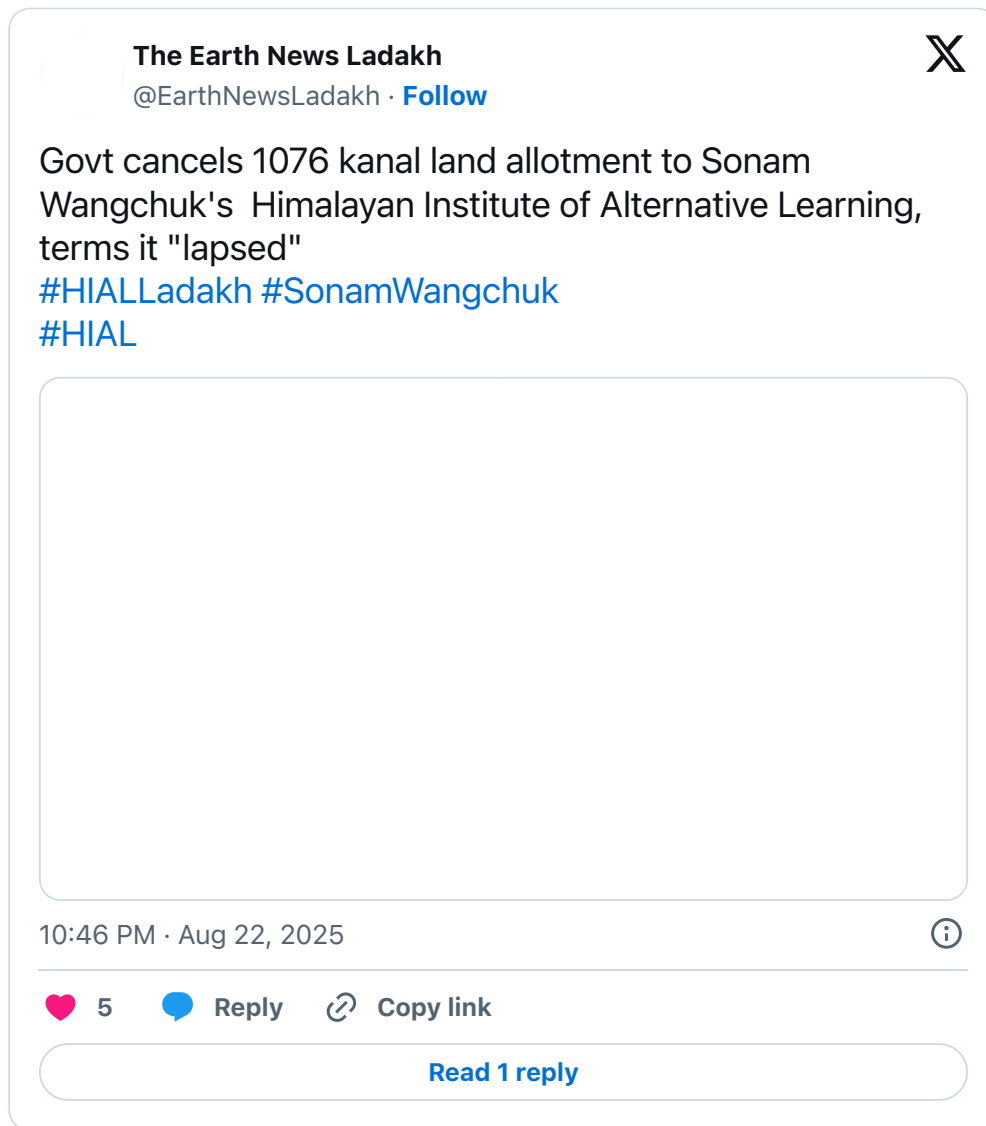 The Earth News Ladakh
@EarthNewsLadakh · Follow
Govt cancels 1076 kanal land allotment to Sonam
Wangchuk's  Himalayan Institute of Alternative Learning,
terms it "lapsed"
#HIALLadakh #SonamWangchuk
#HIAL
10:46 PM · Aug 22, 2025
5 Reply Copy link
Read 1 reply